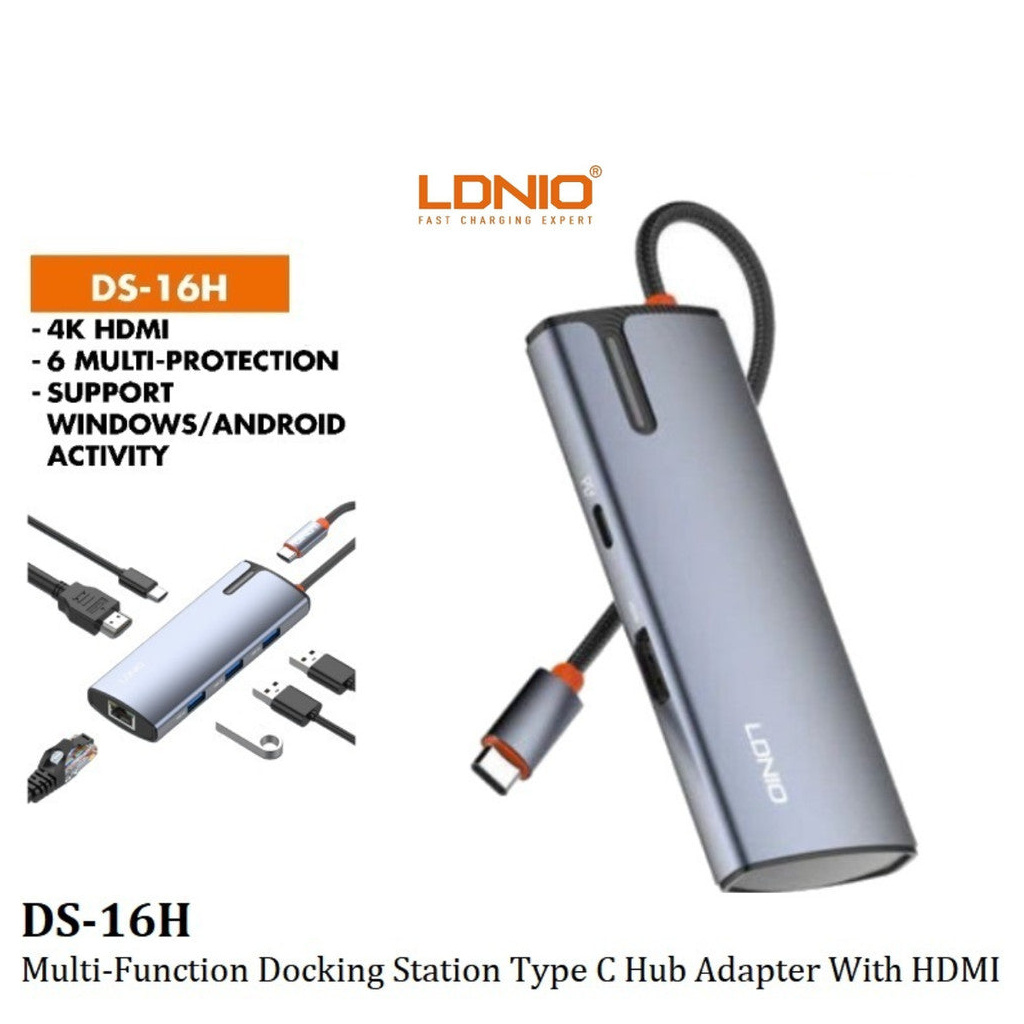 LDNIO®
FAST CHARGING EXPERT
DS-16H
- 4K HDMI
- 6 MULTI-PROTECTION
- SUPPORT
WINDOWS/ANDROID
ACTIVITY
PD
LDNIO
LDNIO
DS-16H
Multi-Function Docking Station Type C Hub Adapter With HDMI